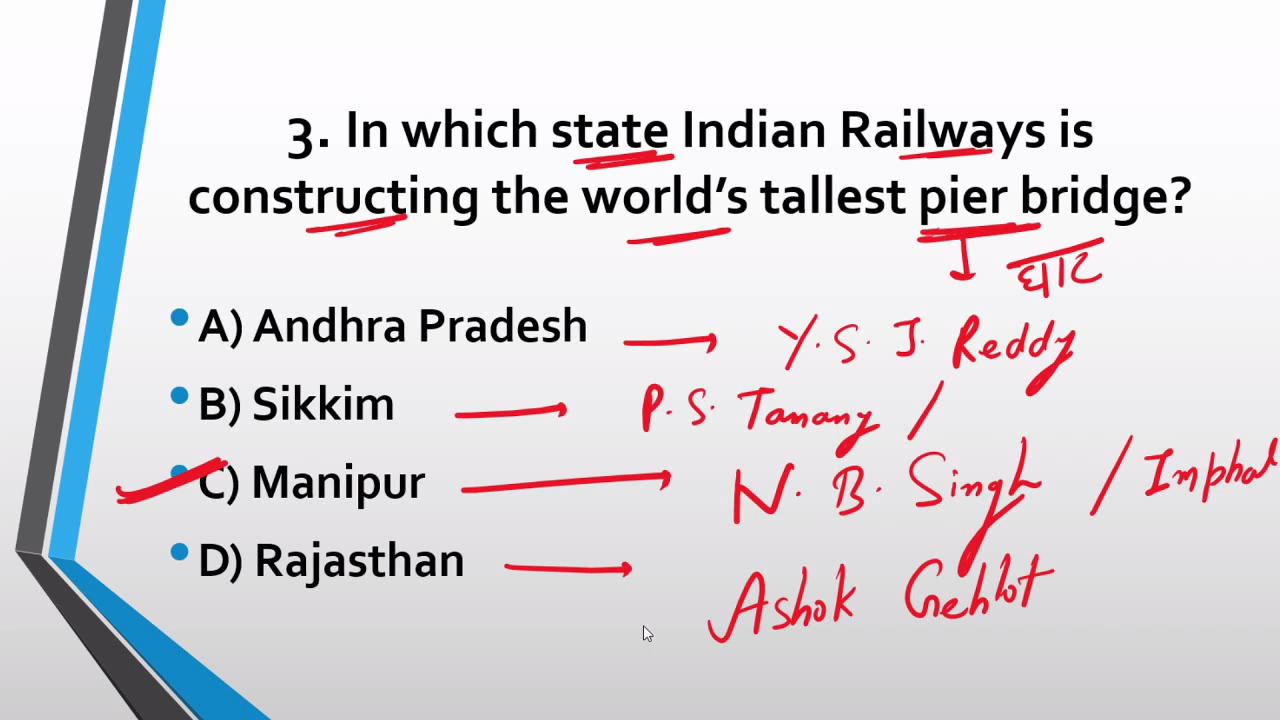 3. In which state Indian Railways is
constructing the world's tallest pier bridge?
घाट
• A) Andhra Pradesh → Y. S. J. Reddy
• B) Sikkim → P. S. Tamang /
• C) Manipur → N. B. Singh / Imphal
• D) Rajasthan → Ashok Gehlot